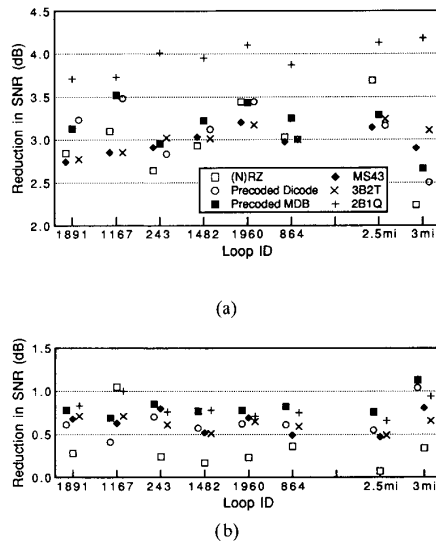 4.5
4.0
3.5
3.0
2.5
2.0
Reduction in SNR (dB)
(N)RZ
Precoded Dicode
Precoded MDB
MS43
3B2T
2B1Q
1891 1167 243 1482 1960 864 2.5mi 3mi
Loop ID
(a)
1.5
1.0
0.5
0.0
Reduction in SNR (dB)
1891 1167 243 1482 1960 864 2.5mi 3mi
Loop ID
(b)